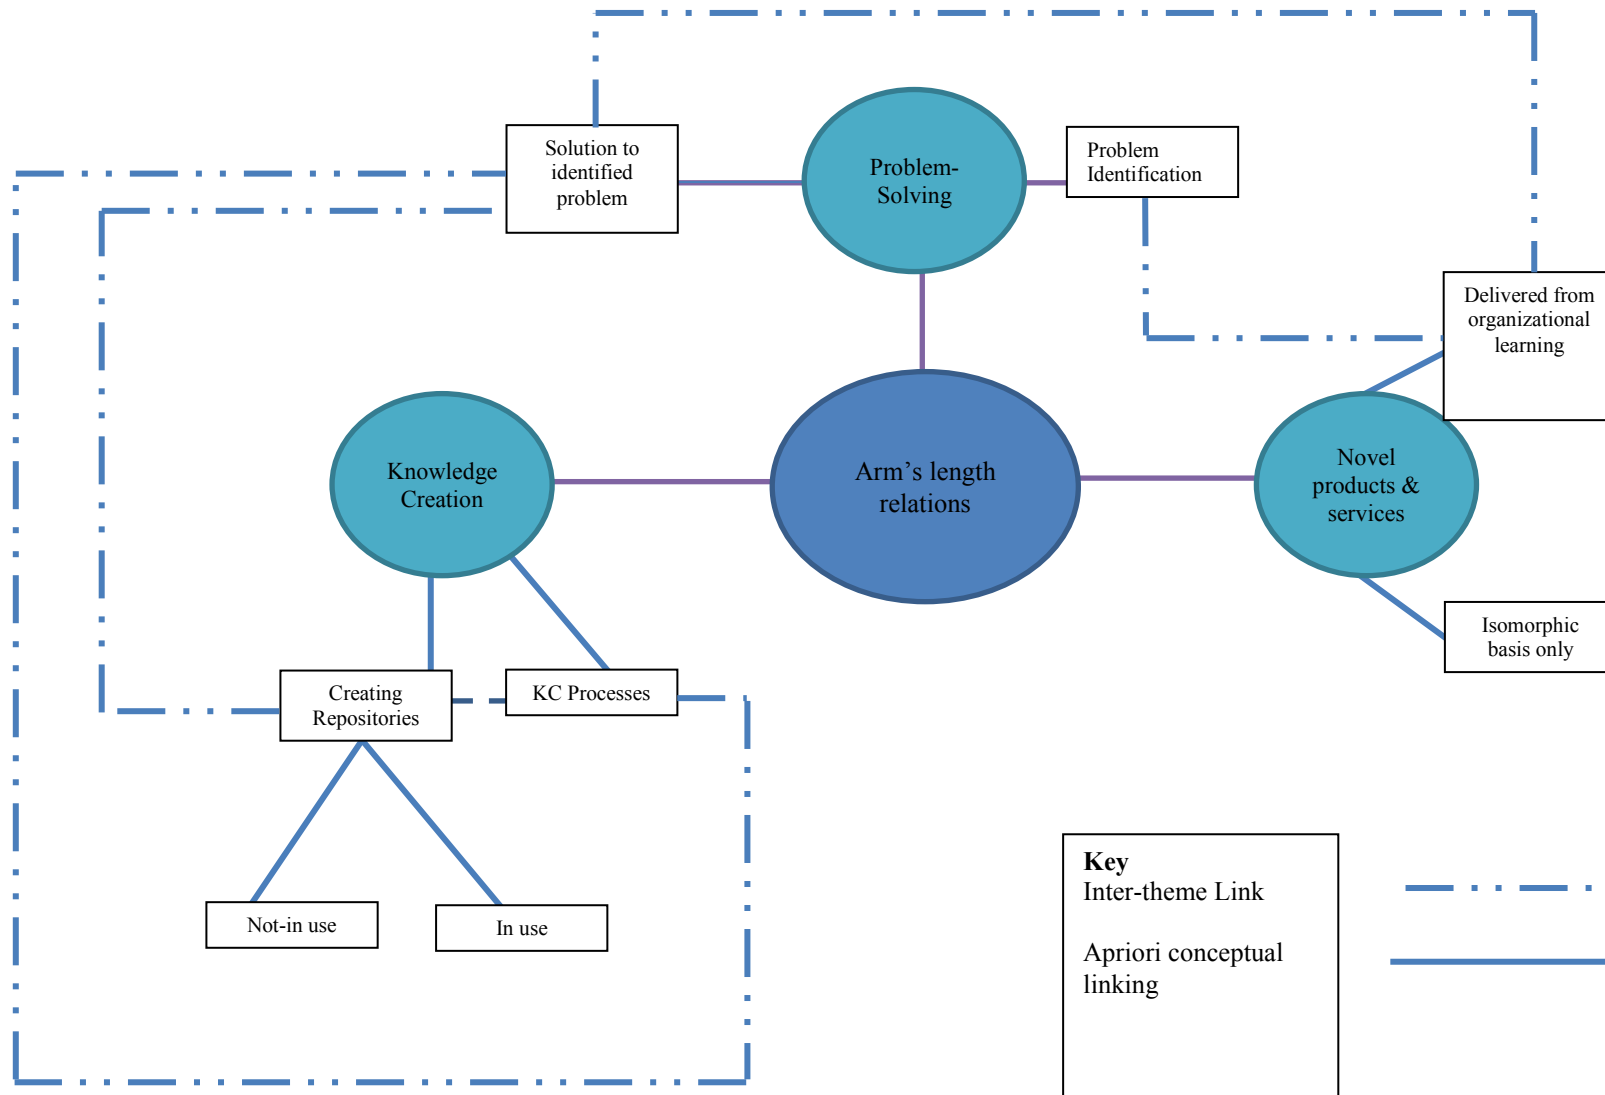 Solution to
identified
problem
Problem-
Solving
Problem
Identification
Delivered from
organizational
learning
Knowledge
Creation
Arm’s length
relations
Novel
products &
services
Isomorphic
basis only
Creating
Repositories
KC Processes
Not-in use
In use
Key
Inter-theme Link
Apriori conceptual
linking